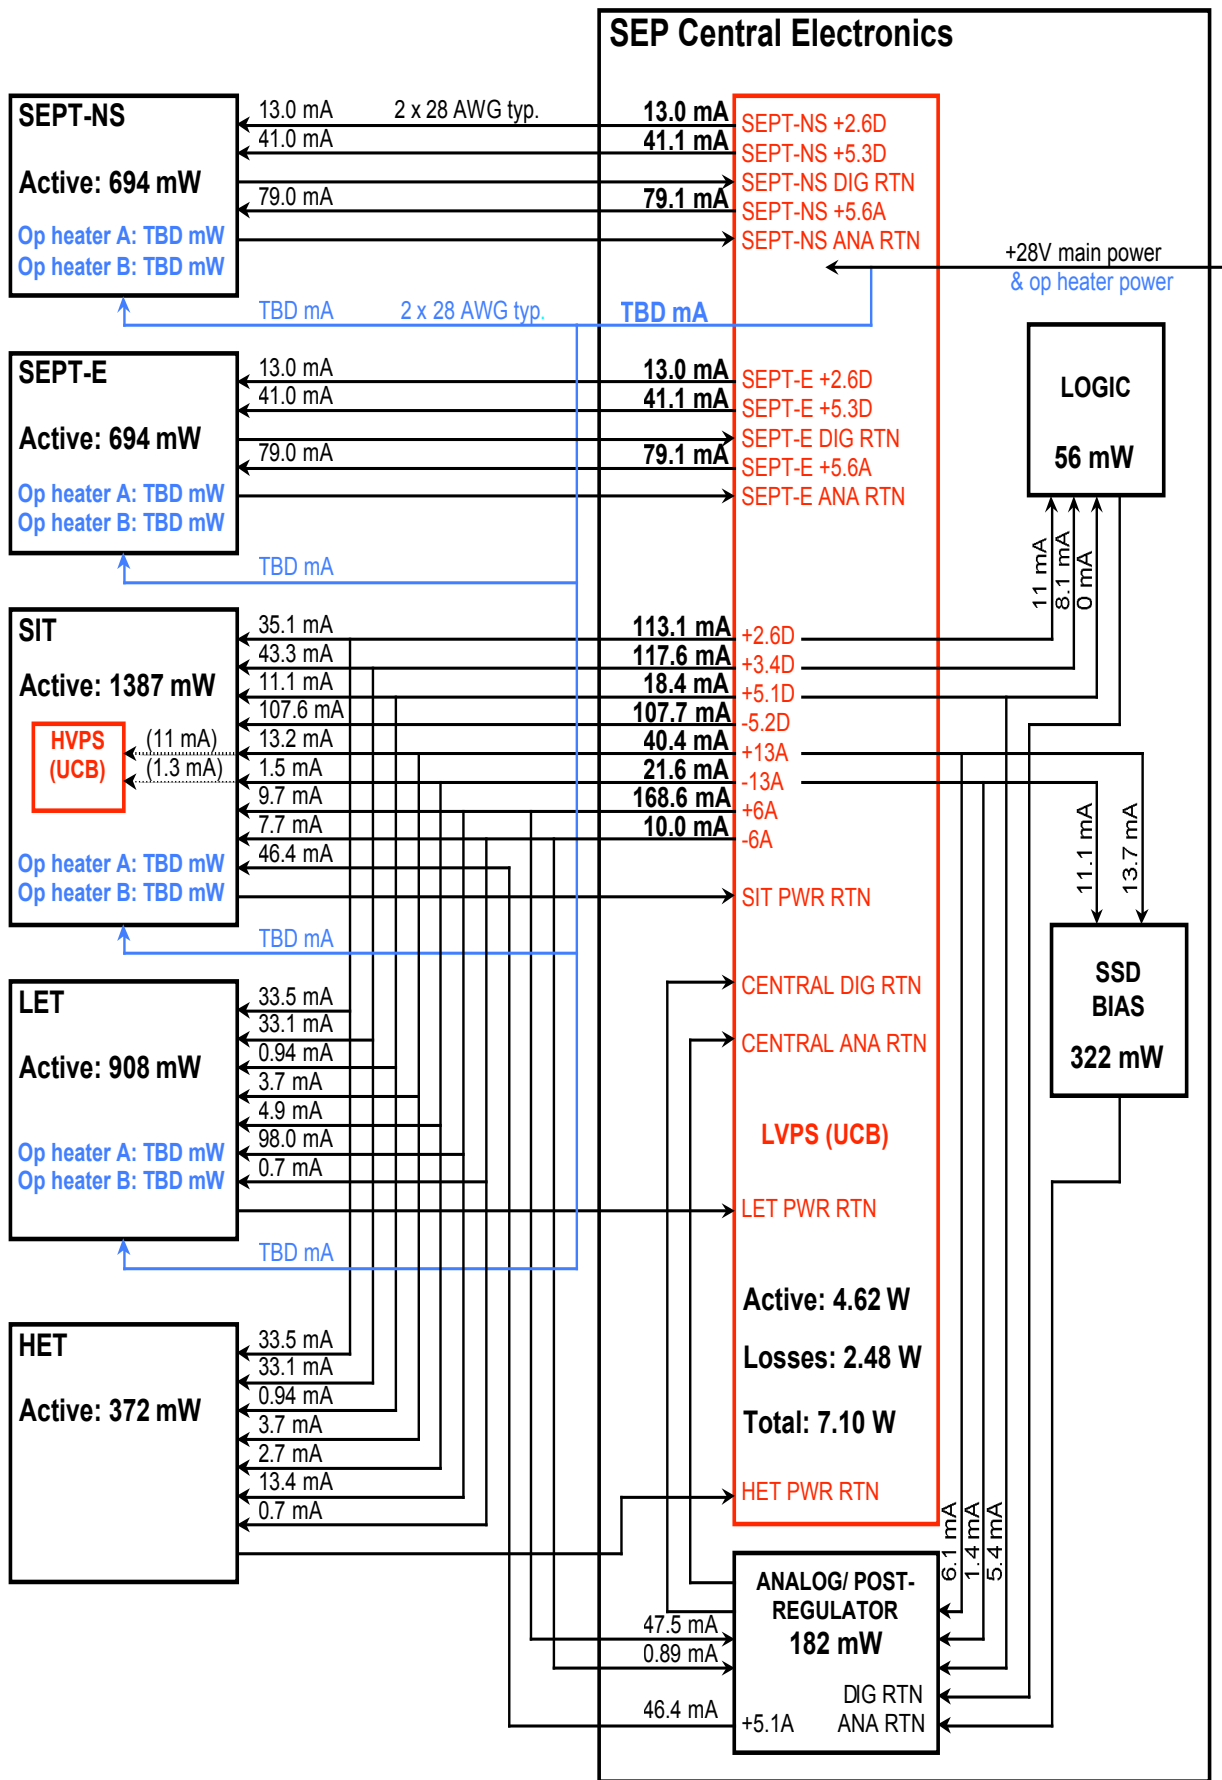 SEP Central Electronics
SEPT-NS
Active: 694 mW
Op heater A: TBD mW
Op heater B: TBD mW
13.0 mA
2 x 28 AWG typ.
13.0 mA
41.0 mA
41.1 mA
79.0 mA
79.1 mA
TBD mA
2 x 28 AWG typ.
TBD mA
SEPT-NS +2.6D
SEPT-NS +5.3D
SEPT-NS DIG RTN
SEPT-NS +5.6A
SEPT-NS ANA RTN
+28V main power
& op heater power
SEPT-E
Active: 694 mW
Op heater A: TBD mW
Op heater B: TBD mW
13.0 mA
13.0 mA
41.0 mA
41.1 mA
79.0 mA
79.1 mA
TBD mA
SEPT-E +2.6D
SEPT-E +5.3D
SEPT-E DIG RTN
SEPT-E +5.6A
SEPT-E ANA RTN
LOGIC
56 mW
11 mA
8.1 mA
0 mA
SIT
Active: 1387 mW
HVPS
(UCB)
(11 mA)
(1.3 mA)
Op heater A: TBD mW
Op heater B: TBD mW
35.1 mA
43.3 mA
11.1 mA
107.6 mA
13.2 mA
1.5 mA
9.7 mA
7.7 mA
46.4 mA
TBD mA
113.1 mA
117.6 mA
18.4 mA
107.7 mA
40.4 mA
21.6 mA
168.6 mA
10.0 mA
+2.6D
+3.4D
+5.1D
-5.2D
+13A
-13A
+6A
-6A
SIT PWR RTN
CENTRAL DIG RTN
CENTRAL ANA RTN
11.1 mA
13.7 mA
SSD
BIAS
322 mW
LET
Active: 908 mW
Op heater A: TBD mW
Op heater B: TBD mW
33.5 mA
33.1 mA
0.94 mA
3.7 mA
4.9 mA
98.0 mA
0.7 mA
TBD mA
LVPS (UCB)
LET PWR RTN
Active: 4.62 W
Losses: 2.48 W
Total: 7.10 W
HET PWR RTN
HET
Active: 372 mW
33.5 mA
33.1 mA
0.94 mA
3.7 mA
2.7 mA
13.4 mA
0.7 mA
6.1 mA
1.4 mA
5.4 mA
ANALOG/ POST-
REGULATOR
182 mW
47.5 mA
0.89 mA
46.4 mA
+5.1A
DIG RTN
ANA RTN